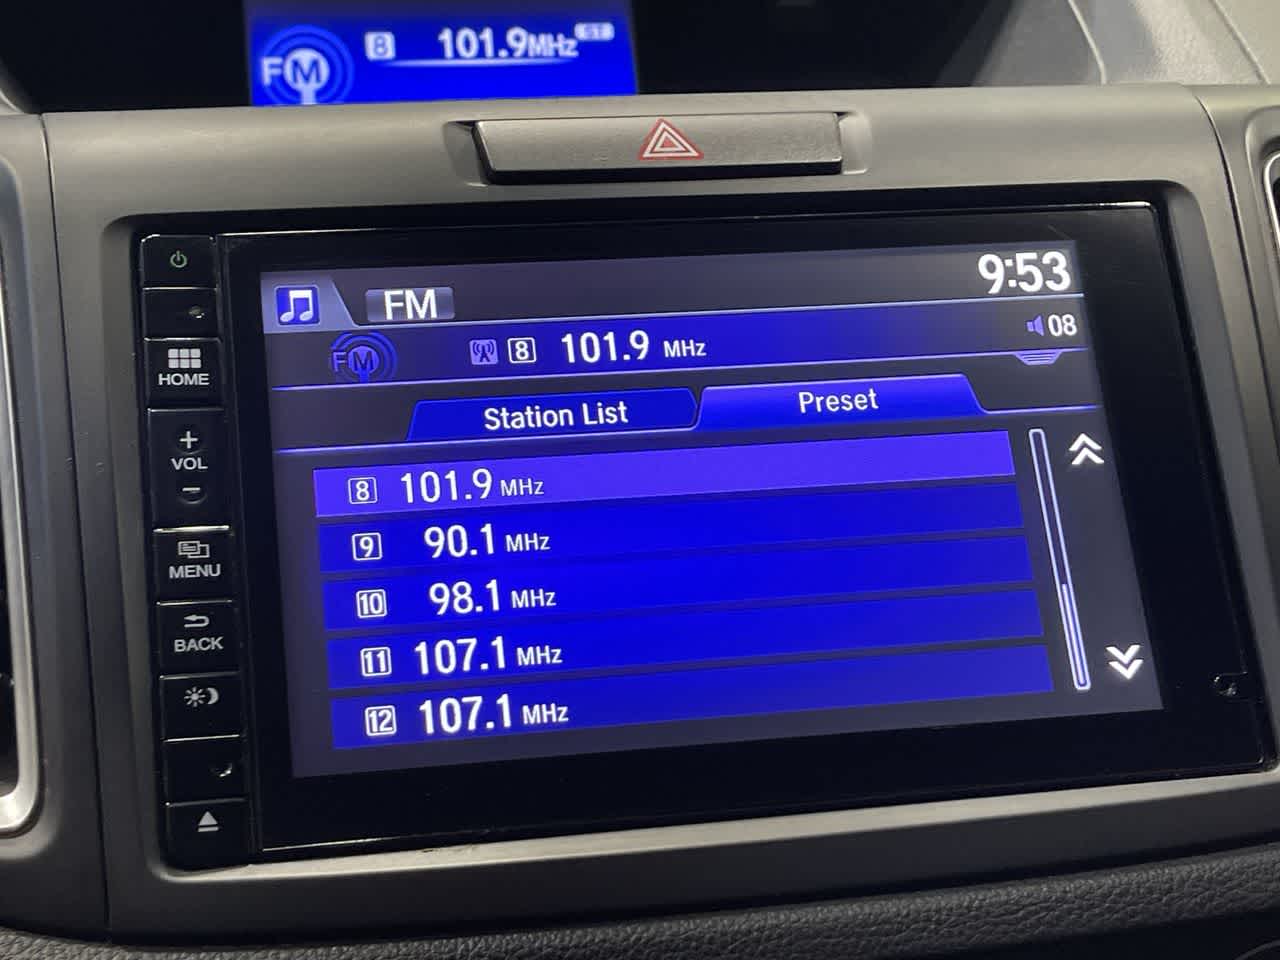 FM 8 101.9MHz ST
9:53
FM
08
FM 8 101.9 MHz
Station List Preset
8 101.9 MHz
9 90.1 MHz
10 98.1 MHz
11 107.1 MHz
12 107.1 MHz
HOME
+
VOL
−
MENU
BACK